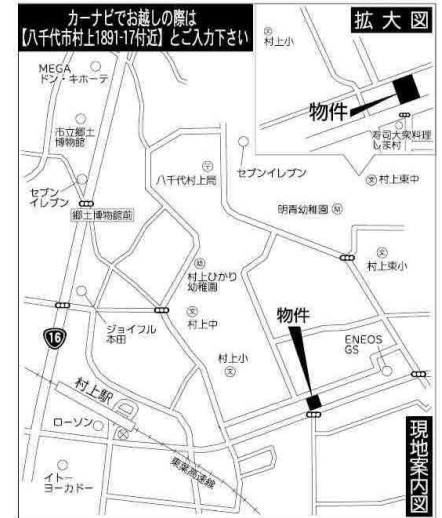 カーナビでお越しの際は
【八千代市村上1891-17付近】とご入力下さい
拡大図
文
村上小
物件
寿司大衆料理
しま村
MEGA
ドン・キホーテ
市立郷土
博物館
セブン
イレブン
郷土博物館前
八千代村上局
セブンイレブン
文 村上東中
明青幼稚園
文
村上東小
幼
村上ひかり
幼稚園
文
村上中
ジョイフル
本田
16
村上小
文
物件
ENEOS
GS
村上駅
ローソン
東葉高速線
イトー
ヨーカドー
現地案内図